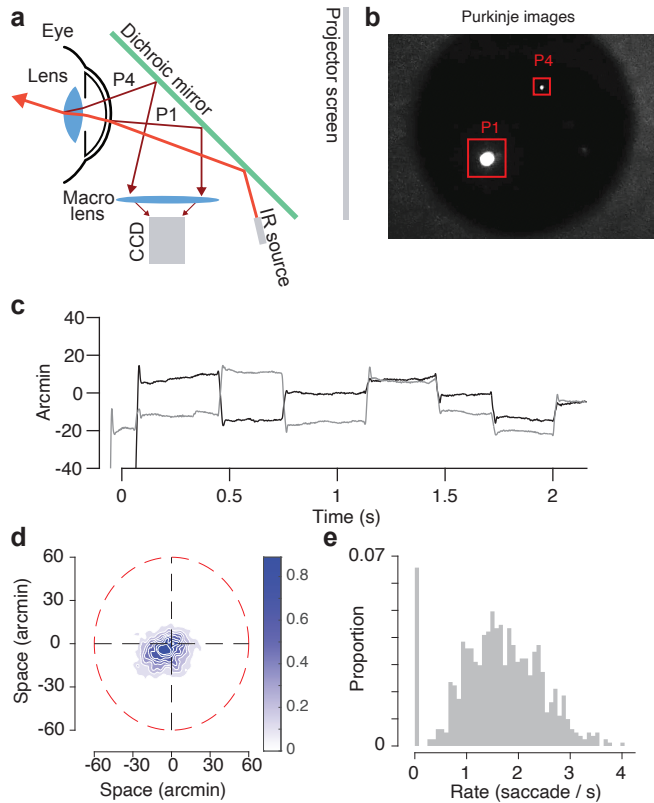 a
Eye
Lens
P4
P1
Dichroic mirror
Projector screen
Macro
lens
CCD
IR source
b
Purkinje images
P4
P1
c
Arcmin
40
20
0
-20
-40
0
0.5
1
1.5
2
Time (s)
d
Space (arcmin)
60
30
0
-30
-60
-60
-30
0
30
60
Space (arcmin)
0.8
0.6
0.4
0.2
0
e
Proportion
0.07
0
0
1
2
3
4
Rate (saccade / s)